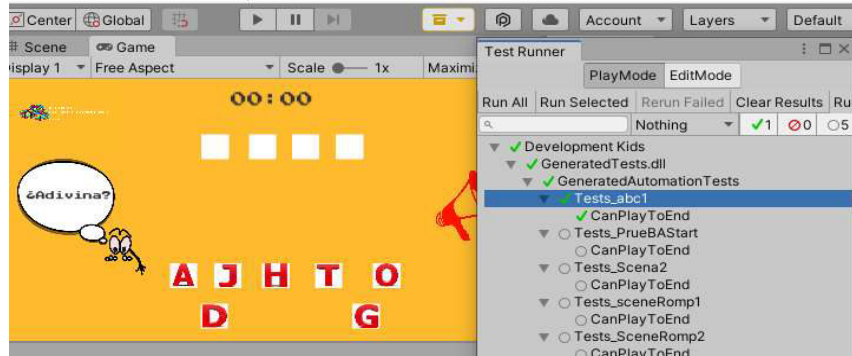 Center Global Account Layers Default
# Scene Game
isplay 1 Free Aspect Scale 1x Maximi
Test Runner
PlayMode EditMode
Run All Run Selected Rerun Failed Clear Results Ru
Nothing 1 0 5
00:00
¿Adivina?
A J H T O
D G
Development Kids
GeneratedTests.dll
GeneratedAutomationTests
Tests_abc1
CanPlayToEnd
Tests_PrueBAStart
CanPlayToEnd
Tests_Scena2
CanPlayToEnd
Tests_sceneRomp1
CanPlayToEnd
Tests_SceneRomp2
CanPlayToEnd